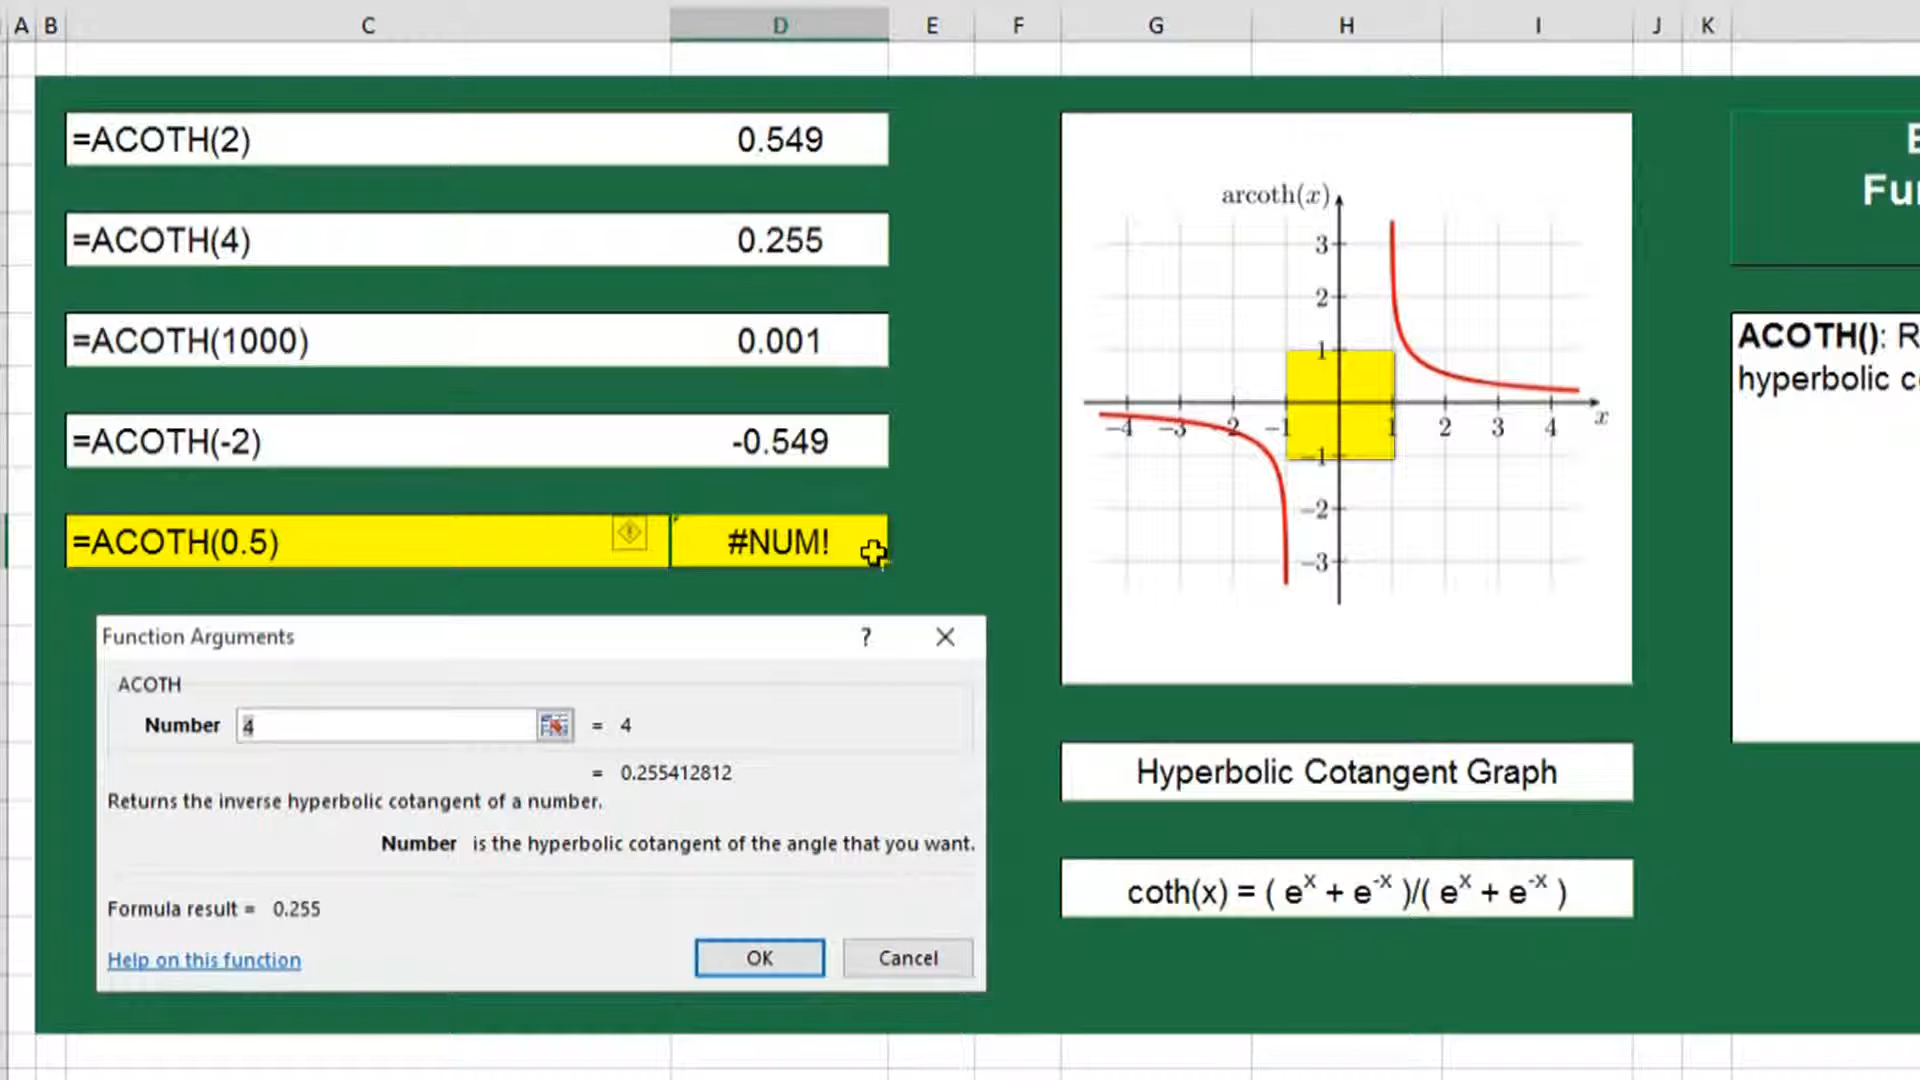 A B C D E F G H I J K
=ACOTH(2) 0.549
=ACOTH(4) 0.255
=ACOTH(1000) 0.001
=ACOTH(-2) -0.549
=ACOTH(0.5) #NUM!
Function Arguments ? ×
ACOTH
Number 4 = 4
= 0.255412812
Returns the inverse hyperbolic cotangent of a number.
Number is the hyperbolic cotangent of the angle that you want.
Formula result = 0.255
Help on this function OK Cancel
arcoth(x)
3
2
1
−4 −3 −2 −1 1 2 3 4 x
−1
−2
−3
Hyperbolic Cotangent Graph
coth(x) = ( eˣ + e⁻ˣ )/( eˣ + e⁻ˣ )
E
Fu
ACOTH(): R
hyperbolic c